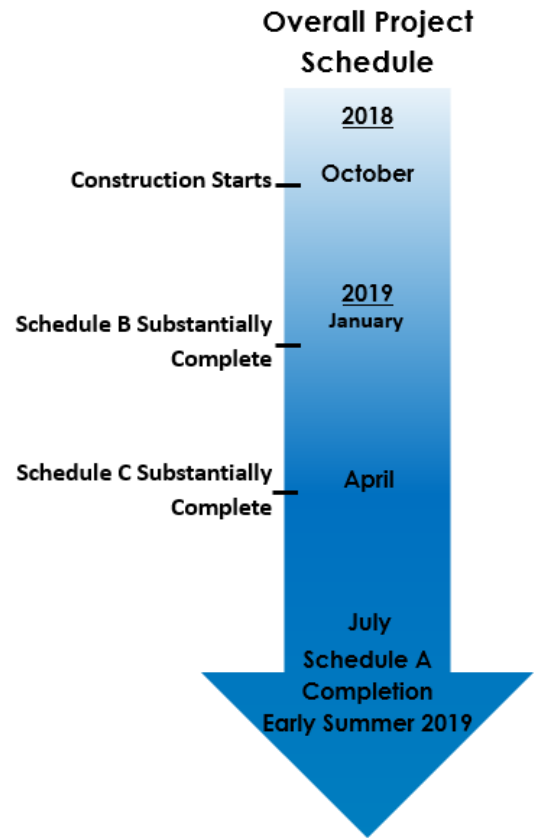 Overall Project
Schedule
2018
October
Construction Starts
2019
January
Schedule B Substantially
Complete
Schedule C Substantially
Complete
April
July
Schedule A
Completion
Early Summer 2019